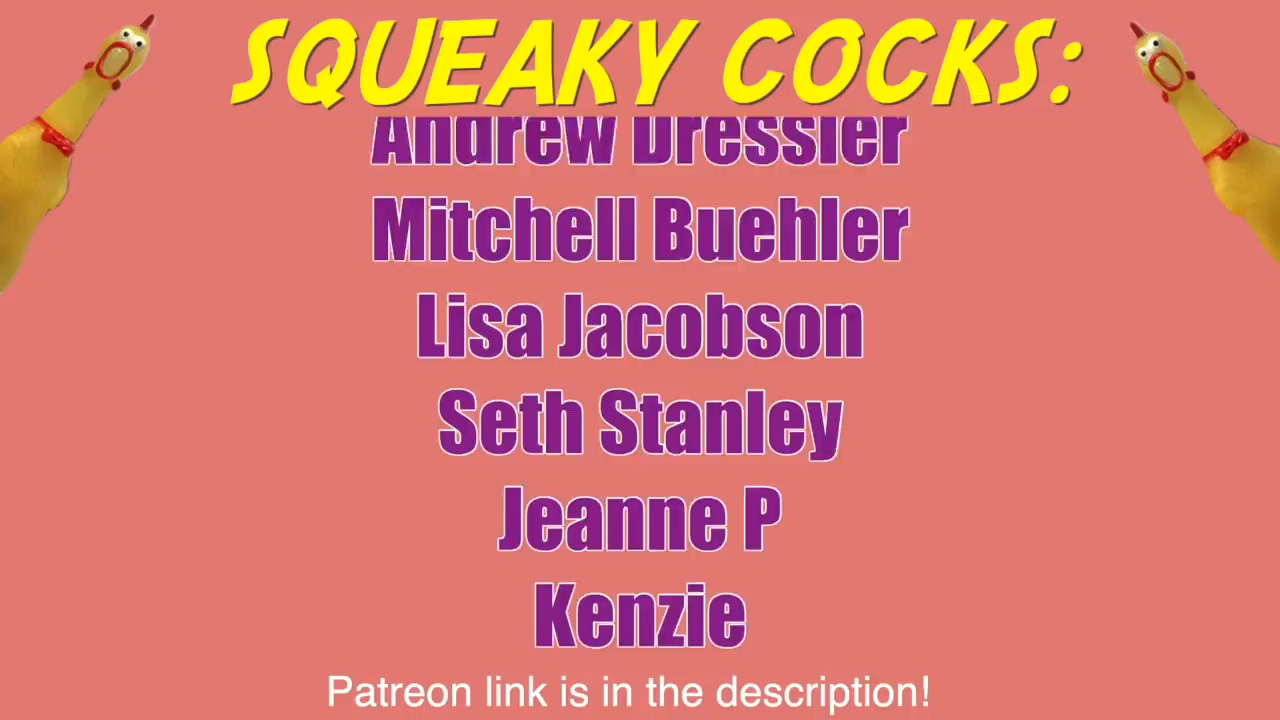 SQUEAKY COCKS:
Andrew Dressler
Mitchell Buehler
Lisa Jacobson
Seth Stanley
Jeanne P
Kenzie
Patreon link is in the description!